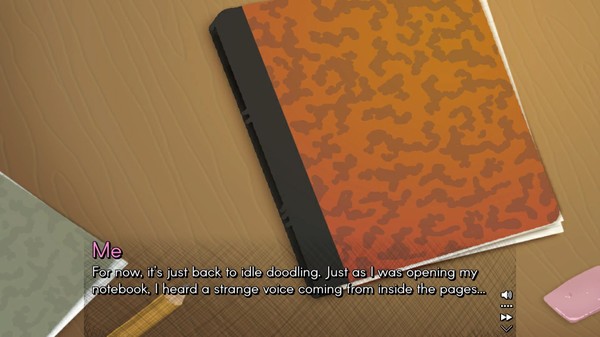 Me
For now, it's just back to idle doodling. Just as I was opening my
notebook, I heard a strange voice coming from inside the pages...